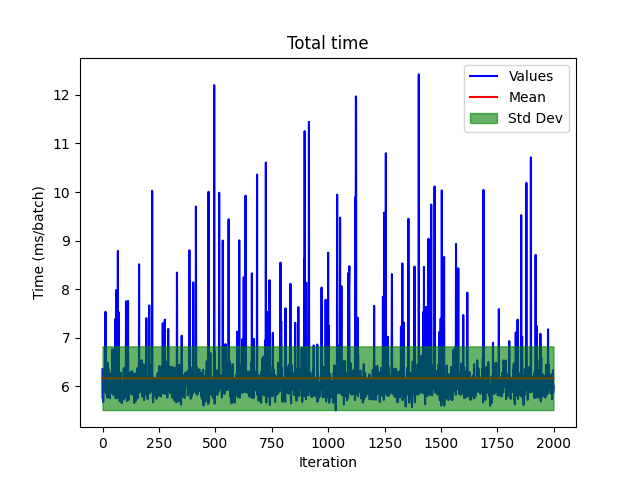 Total time
Values
Mean
Std Dev
Time (ms/batch)
12
11
10
9
8
7
6
0 250 500 750 1000 1250 1500 1750 2000
Iteration